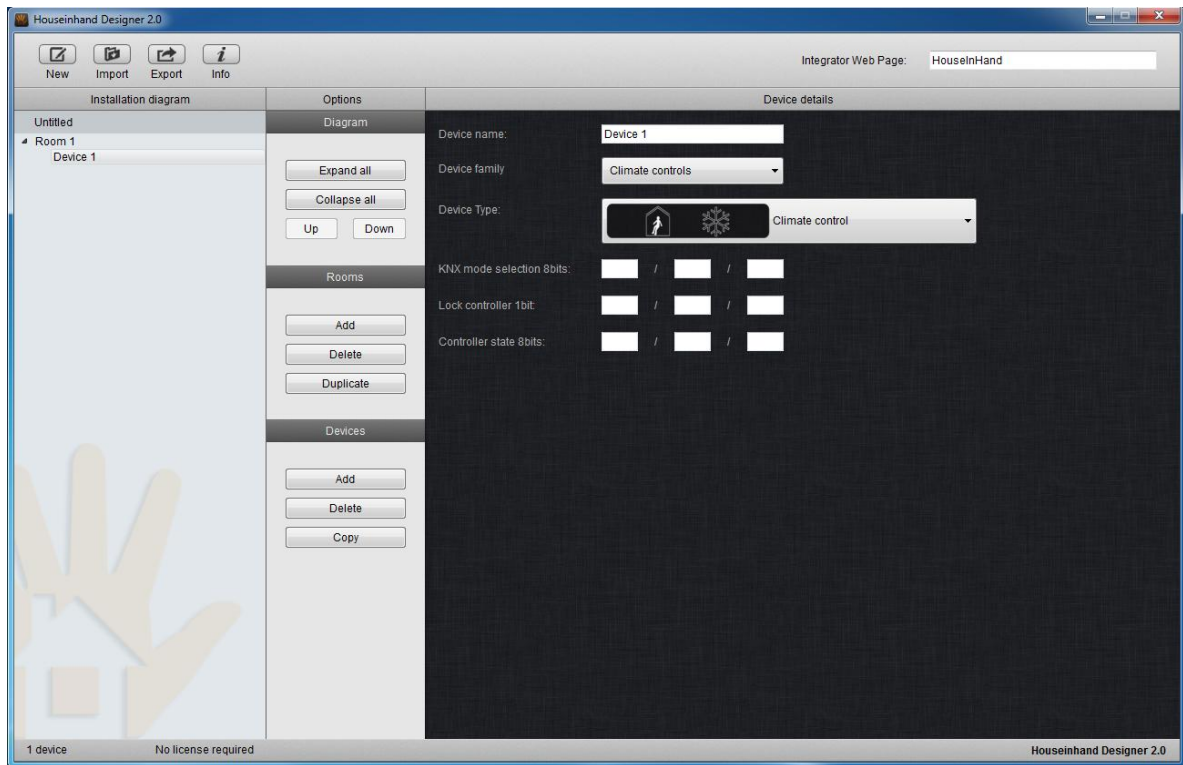 Houseinhand Designer 2.0
New Import Export Info
Integrator Web Page: HouseInHand
Installation diagram
Options
Device details
Untitled
Room 1
Device 1
Diagram
Expand all
Collapse all
Up Down
Rooms
Add
Delete
Duplicate
Devices
Add
Delete
Copy
Device name: Device 1
Device family Climate controls
Device Type: Climate control
KNX mode selection 8bits: / /
Lock controller 1bit: / /
Controller state 8bits: / /
1 device No license required
Houseinhand Designer 2.0